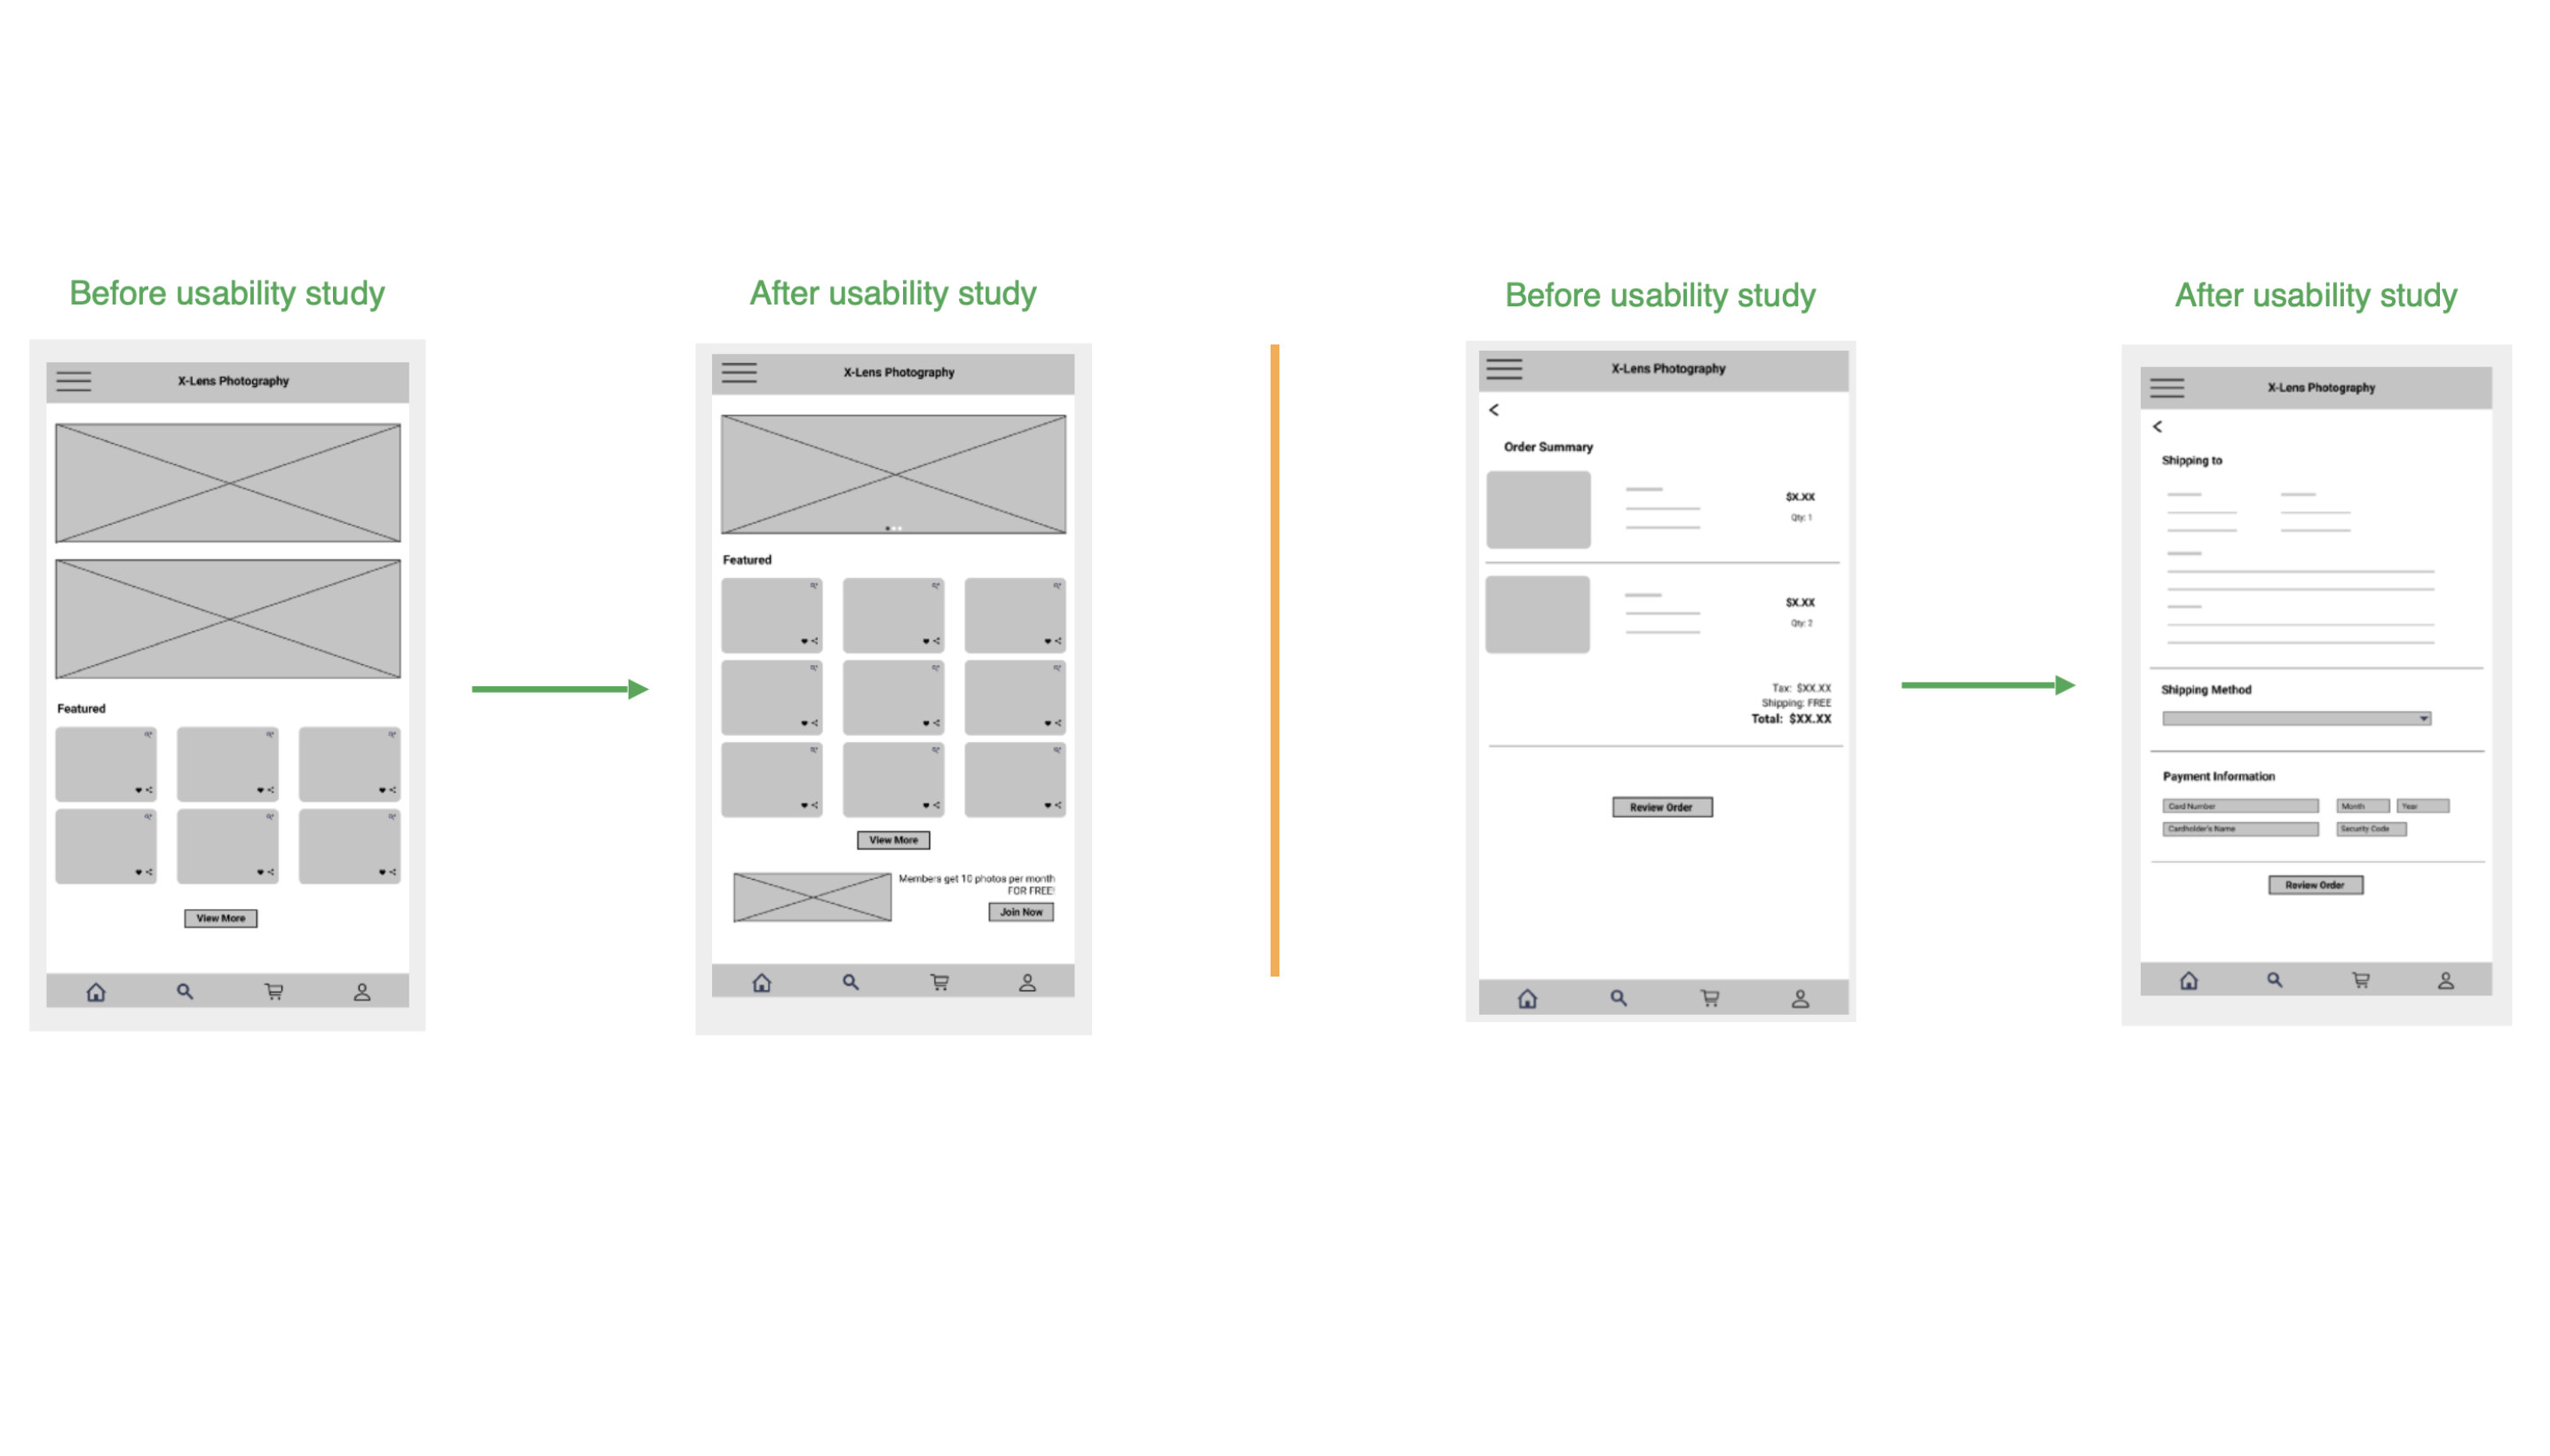 Before usability study
X-Lens Photography
Featured
View More
After usability study
X-Lens Photography
Featured
View More
Members get 10 photos per month
FOR FREE!
Join Now
Before usability study
X-Lens Photography
<
Order Summary
$X.XX
Qty: 1
$X.XX
Qty: 2
Tax: $XX.XX
Shipping: FREE
Total: $XX.XX
Review Order
After usability study
X-Lens Photography
<
Shipping to
Shipping Method
Payment Information
Card Number Month Year
Cardholder's Name Security Code
Review Order